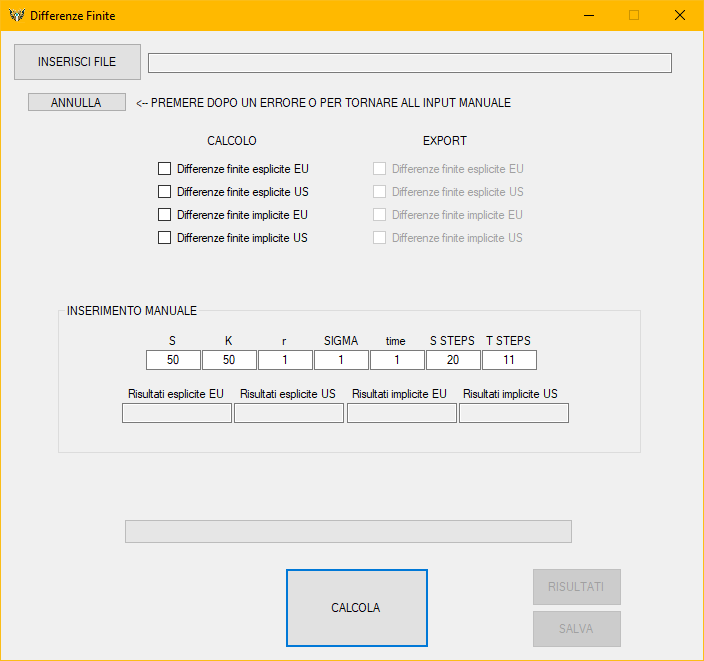 Differenze Finite
INSERISCI FILE
ANNULLA <-- PREMERE DOPO UN ERRORE O PER TORNARE ALL INPUT MANUALE
CALCOLO EXPORT
Differenze finite esplicite EU Differenze finite esplicite EU
Differenze finite esplicite US Differenze finite esplicite US
Differenze finite implicite EU Differenze finite implicite EU
Differenze finite implicite US Differenze finite implicite US
INSERIMENTO MANUALE
S K r SIGMA time S STEPS T STEPS
50 50 1 1 1 20 11
Risultati esplicite EU Risultati esplicite US Risultati implicite EU Risultati implicite US
CALCOLA
RISULTATI
SALVA